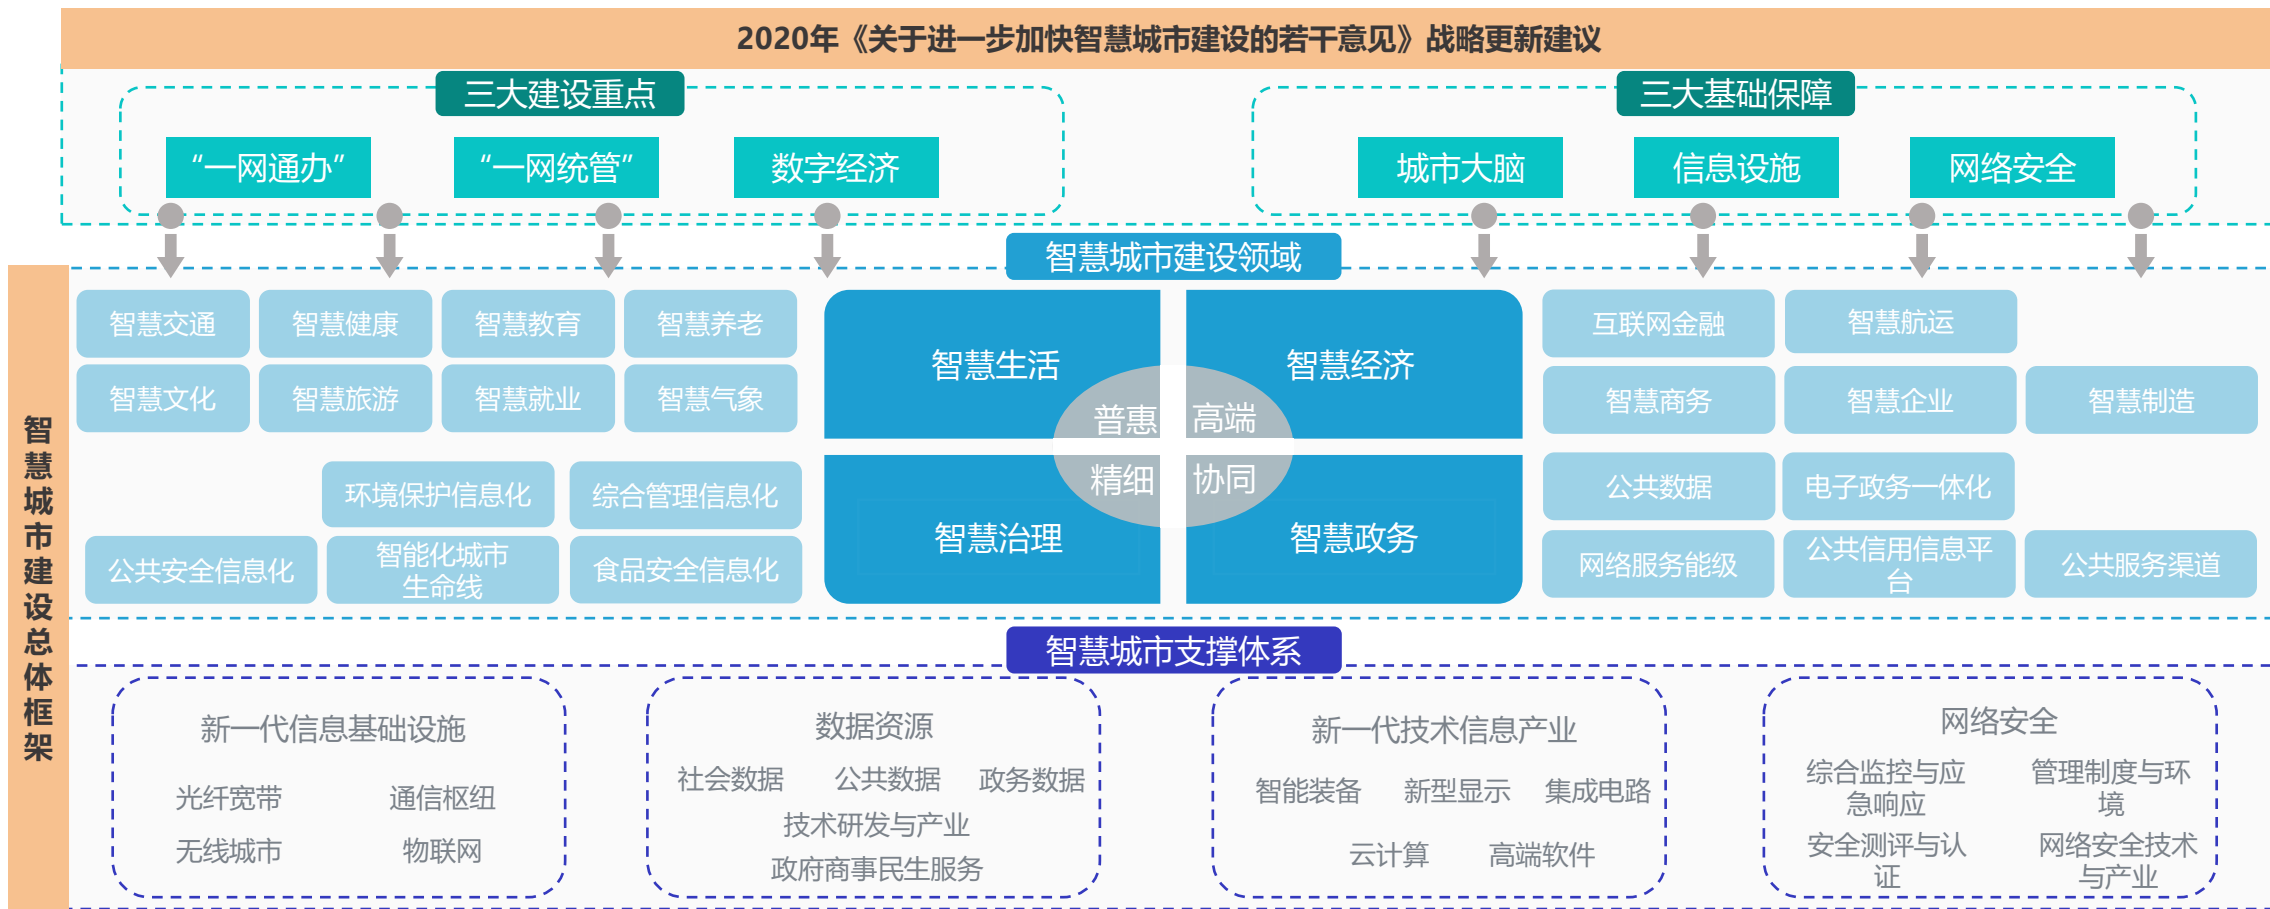 2020年《关于进一步加快智慧城市建设的若干意见》战略更新建议
三大建设重点
三大基础保障
“一网通办”
“一网统管”
数字经济
城市大脑
信息设施
网络安全
智慧城市建设领域
智慧城市建设总体框架
智慧交通
智慧健康
智慧教育
智慧养老
智慧文化
智慧旅游
智慧就业
智慧气象
环境保护信息化
综合管理信息化
公共安全信息化
智能化城市
生命线
食品安全信息化
智慧生活
智慧经济
普惠
高端
精细
协同
智慧治理
智慧政务
互联网金融
智慧航运
智慧商务
智慧企业
智慧制造
公共数据
电子政务一体化
网络服务能级
公共信用信息平
台
公共服务渠道
智慧城市支撑体系
新一代信息基础设施
光纤宽带
通信枢纽
无线城市
物联网
数据资源
社会数据
公共数据
政务数据
技术研发与产业
政府商事民生服务
新一代技术信息产业
智能装备
新型显示
集成电路
云计算
高端软件
网络安全
综合监控与应
急响应
管理制度与环
境
安全测评与认
证
网络安全技术
与产业